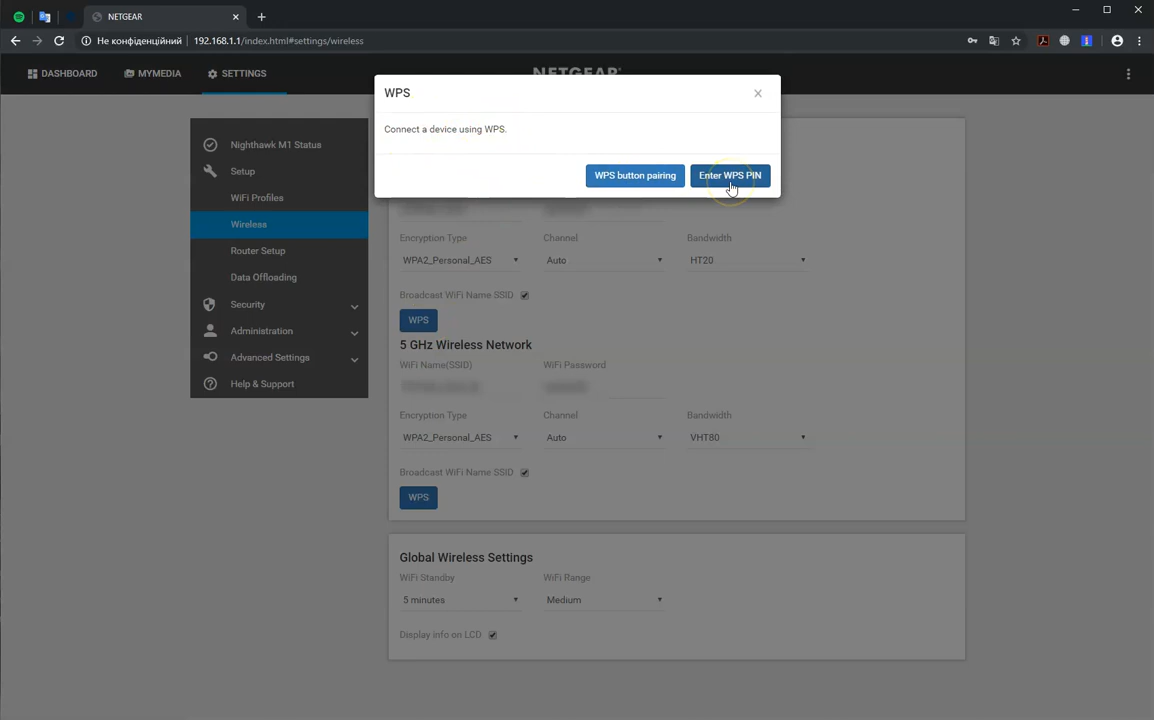 NETGEAR
Не конфіденційний
192.168.1.1/index.html#settings/wireless
DASHBOARD
MYMEDIA
SETTINGS
NETGEAR
WPS
Connect a device using WPS.
WPS button pairing
Enter WPS PIN
Nighthawk M1 Status
Setup
WiFi Profiles
Wireless
Router Setup
Data Offloading
Security
Administration
Advanced Settings
Help & Support
Encryption Type Channel Bandwidth
WPA2_Personal_AES Auto HT20
Broadcast WiFi Name SSID
WPS
5 GHz Wireless Network
WiFi Name(SSID) WiFi Password
Encryption Type Channel Bandwidth
WPA2_Personal_AES Auto VHT80
Broadcast WiFi Name SSID
WPS
Global Wireless Settings
WiFi Standby WiFi Range
5 minutes Medium
Display info on LCD